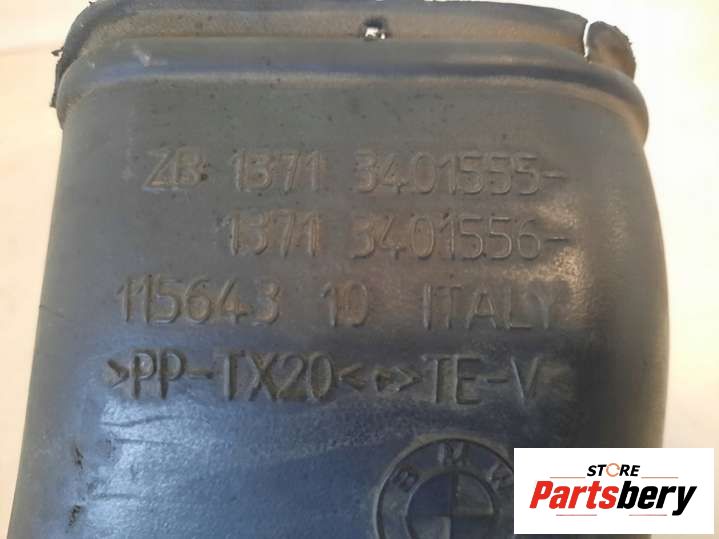 ZB 1371 3401555-
1371 3401556-
115643 10 ITALY
>PP-TX20<+>TE-V<
BMW
STORE
Partsbery